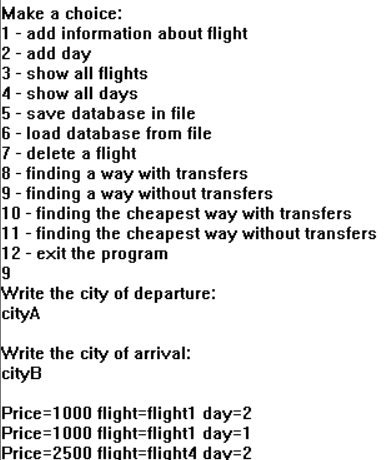 Make a choice:
1 - add information about flight
2 - add day
3 - show all flights
4 - show all days
5 - save database in file
6 - load database from file
7 - delete a flight
8 - finding a way with transfers
9 - finding a way without transfers
10 - finding the cheapest way with transfers
11 - finding the cheapest way without transfers
12 - exit the program
9
Write the city of departure:
cityA
Write the city of arrival:
cityB
Price=1000 flight=flight1 day=2
Price=1000 flight=flight1 day=1
Price=2500 flight=flight4 day=2